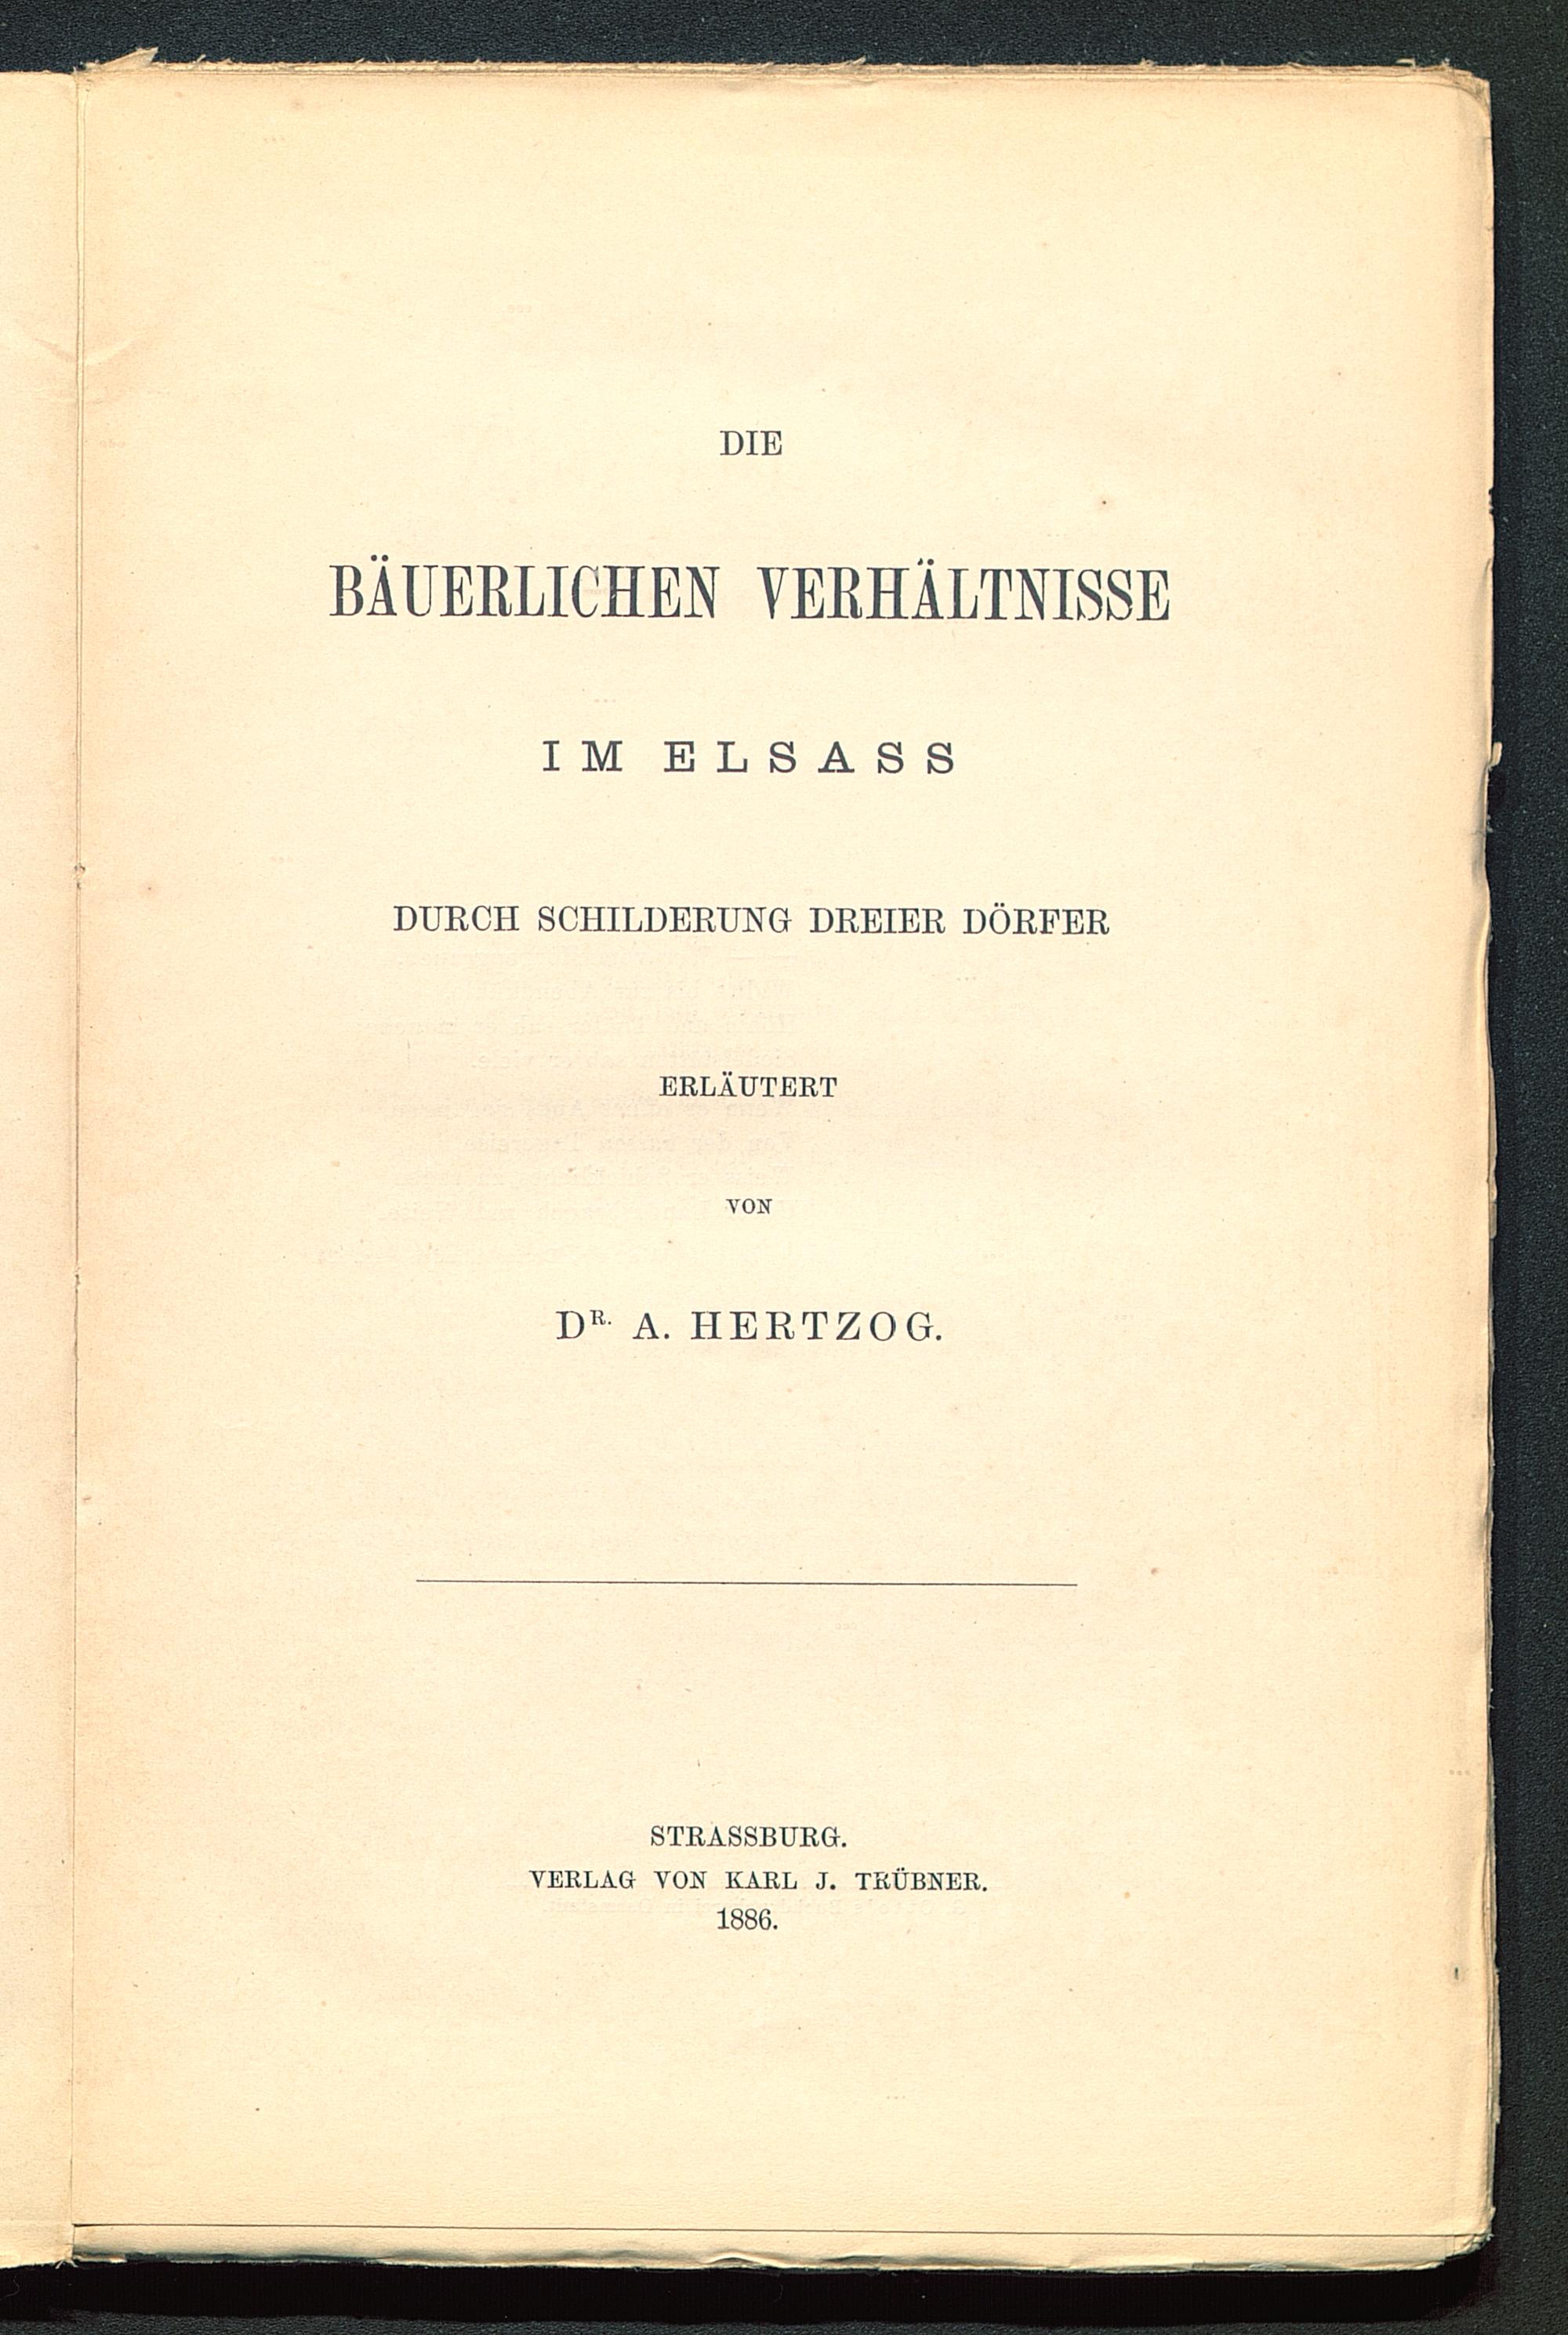 DIE
BÄUERLICHEN VERHÄLTNISSE
IM ELSASS
DURCH SCHILDERUNG DREIER DÖRFER
ERLÄUTERT
VON
DR. A. HERTZOG.
STRASSBURG.
VERLAG VON KARL J. TRÜBNER.
1886.